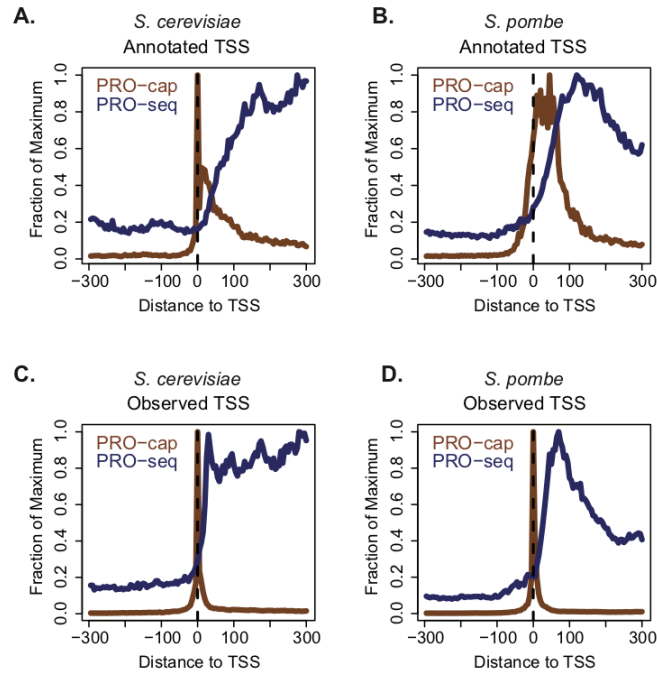 A.
S. cerevisiae
Annotated TSS
PRO−cap
PRO−seq
Fraction of Maximum
0.0 0.2 0.4 0.6 0.8 1.0
−300 −100 0 100 300
Distance to TSS
B.
S. pombe
Annotated TSS
PRO−cap
PRO−seq
Fraction of Maximum
0.0 0.2 0.4 0.6 0.8 1.0
−300 −100 0 100 300
Distance to TSS
C.
S. cerevisiae
Observed TSS
PRO−cap
PRO−seq
Fraction of Maximum
0.0 0.2 0.4 0.6 0.8 1.0
−300 −100 0 100 300
Distance to TSS
D.
S. pombe
Observed TSS
PRO−cap
PRO−seq
Fraction of Maximum
0.0 0.2 0.4 0.6 0.8 1.0
−300 −100 0 100 300
Distance to TSS